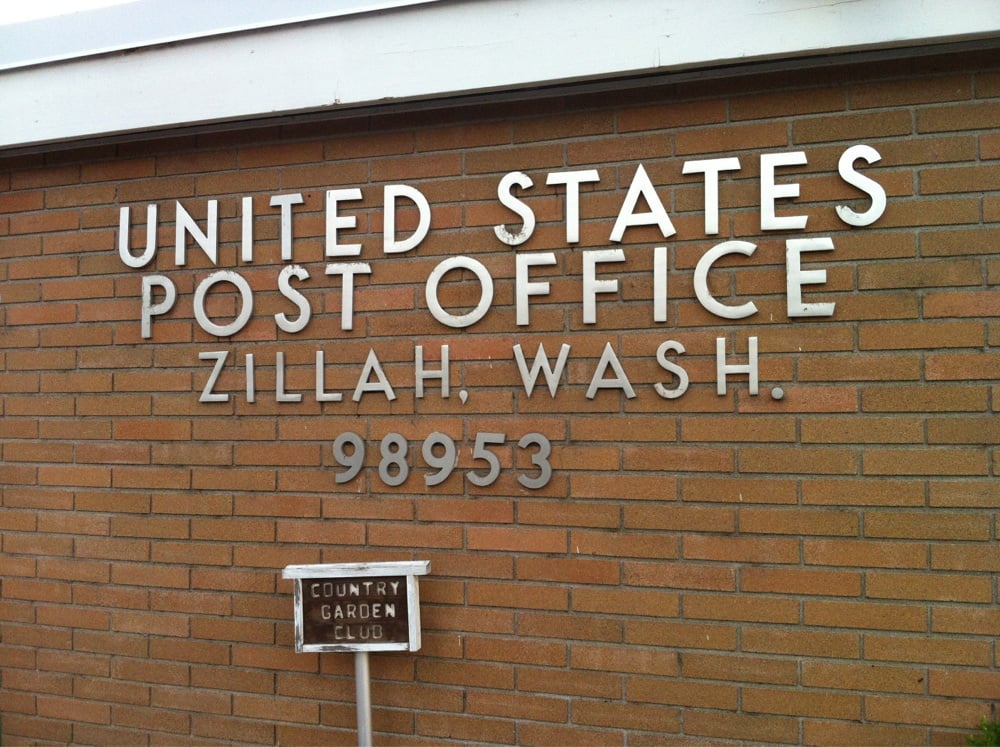 UNITED STATES
POST OFFICE
ZILLAH, WASH.
98953
COUNTRY
GARDEN
CLUB